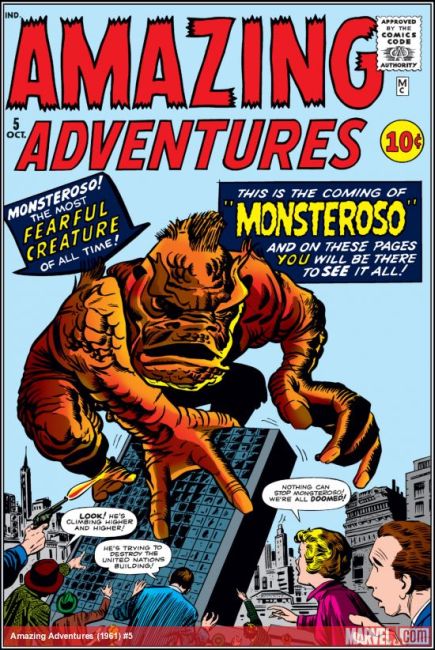 IND.
AMAZING
ADVENTURES
APPROVED
BY THE
COMICS
CODE
AUTHORITY
M
C
5
OCT.
10¢
MONSTEROSO!
THE MOST
FEARFUL
CREATURE
OF ALL TIME!
THIS IS THE COMING OF
"MONSTEROSO"
AND ON THESE PAGES
YOU WILL BE THERE
TO SEE IT ALL!
LOOK! HE'S
CLIMBING HIGHER
AND HIGHER!
HE'S TRYING TO
DESTROY THE
UNITED NATIONS
BUILDING!
NOTHING CAN
STOP MONSTEROSO!
WE'RE ALL DOOMED!
Amazing Adventures (1961) #5
MARVEL.com